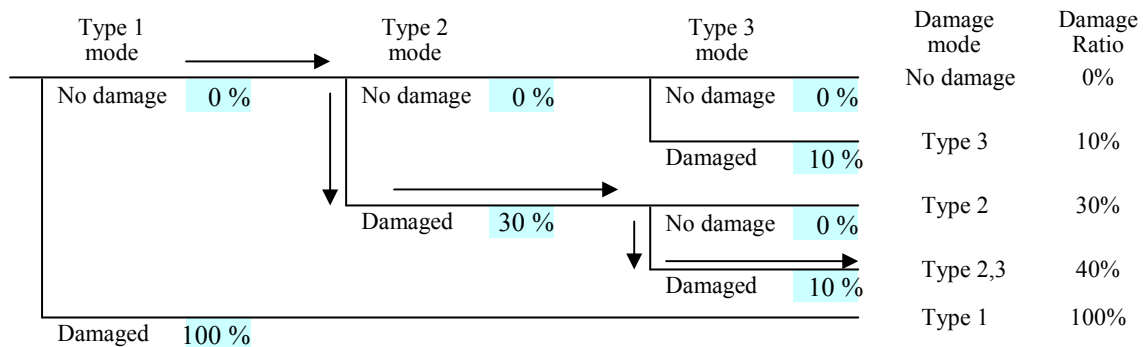 Type 1 mode
Type 2 mode
Type 3 mode
Damage mode
Damage Ratio
No damage 0 %
No damage 0 %
No damage 0 %
No damage 0%
Damaged 10 %
Type 3 10%
Damaged 30 %
No damage 0 %
Type 2 30%
Damaged 10 %
Type 2,3 40%
Damaged 100 %
Type 1 100%